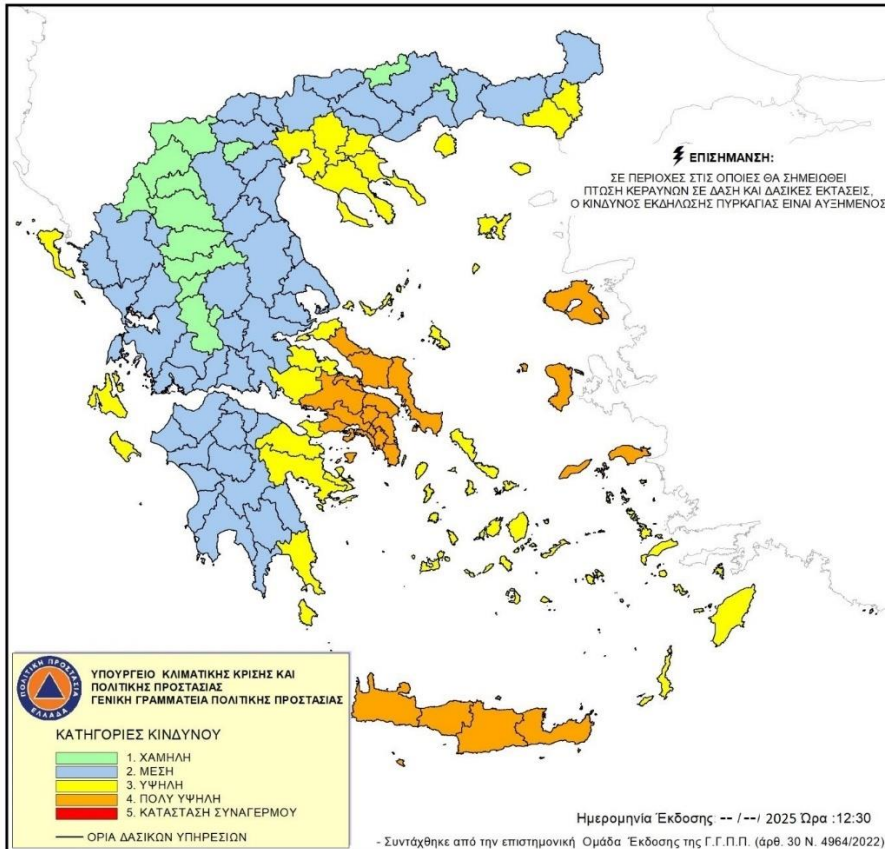 ΕΠΙΣΗΜΑΝΣΗ:
ΣΕ ΠΕΡΙΟΧΕΣ ΣΤΙΣ ΟΠΟΙΕΣ ΘΑ ΣΗΜΕΙΩΘΕΙ
ΠΤΩΣΗ ΚΕΡΑΥΝΩΝ ΣΕ ΔΑΣΗ ΚΑΙ ΔΑΣΙΚΕΣ ΕΚΤΑΣΕΙΣ,
Ο ΚΙΝΔΥΝΟΣ ΕΚΔΗΛΩΣΗΣ ΠΥΡΚΑΓΙΑΣ ΕΙΝΑΙ ΑΥΞΗΜΕΝΟΣ
ΠΟΛΙΤΙΚΗ ΠΡΟΣΤΑΣΙΑ
ΕΛΛΑΔΑ
ΥΠΟΥΡΓΕΙΟ ΚΛΙΜΑΤΙΚΗΣ ΚΡΙΣΗΣ ΚΑΙ
ΠΟΛΙΤΙΚΗΣ ΠΡΟΣΤΑΣΙΑΣ
ΓΕΝΙΚΗ ΓΡΑΜΜΑΤΕΙΑ ΠΟΛΙΤΙΚΗΣ ΠΡΟΣΤΑΣΙΑΣ
ΚΑΤΗΓΟΡΙΕΣ ΚΙΝΔΥΝΟΥ
1. ΧΑΜΗΛΗ
2. ΜΕΣΗ
3. ΥΨΗΛΗ
4. ΠΟΛΥ ΥΨΗΛΗ
5. ΚΑΤΑΣΤΑΣΗ ΣΥΝΑΓΕΡΜΟΥ
ΟΡΙΑ ΔΑΣΙΚΩΝ ΥΠΗΡΕΣΙΩΝ
Ημερομηνία Έκδοσης: -- / --/ 2025 Ώρα :12:30
- Συντάχθηκε από την επιστημονική Ομάδα Έκδοσης της Γ.Γ.Π.Π. (άρθ. 30 Ν. 4964/2022)